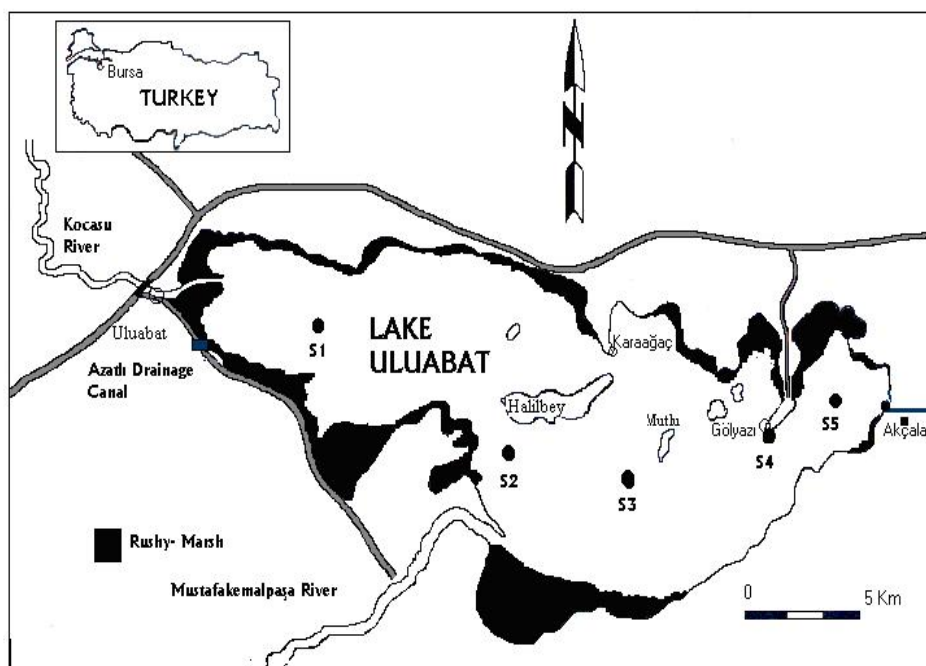 Bursa
TURKEY
N
Kocasu
River
Uluabat
Azatlı Drainage
Canal
S1
LAKE
ULUABAT
Karaağaç
Halilbey
Mutlu
Gölyazı
S5
Akçalar
S4
S2
S3
Rushy- Marsh
Mustafakemalpaşa River
0
5 Km